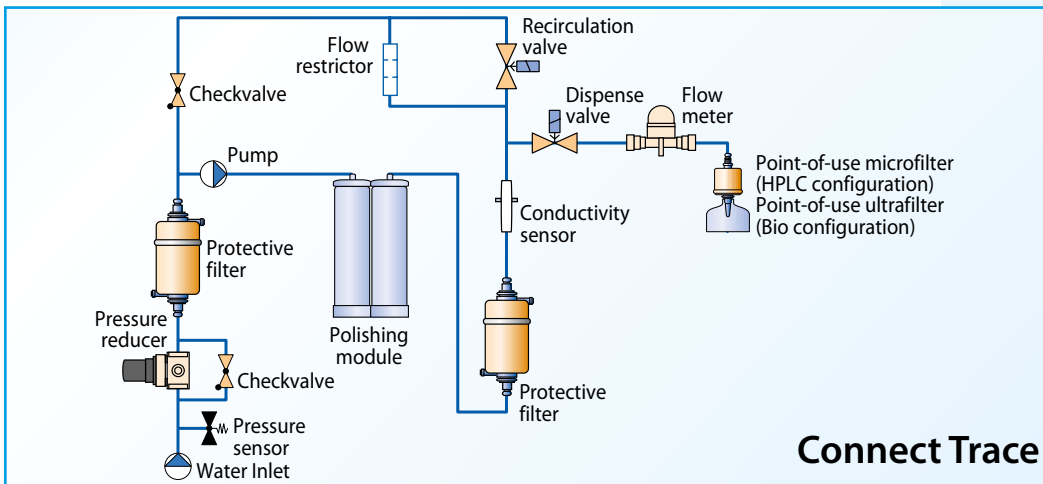 Recirculation
valve
Flow
restrictor
Checkvalve
Dispense
valve
Flow
meter
Pump
Point-of-use microfilter
(HPLC configuration)
Point-of-use ultrafilter
(Bio configuration)
Conductivity
sensor
Protective
filter
Pressure
reducer
Polishing
module
Checkvalve
Protective
filter
Pressure
sensor
Water Inlet
Connect Trace